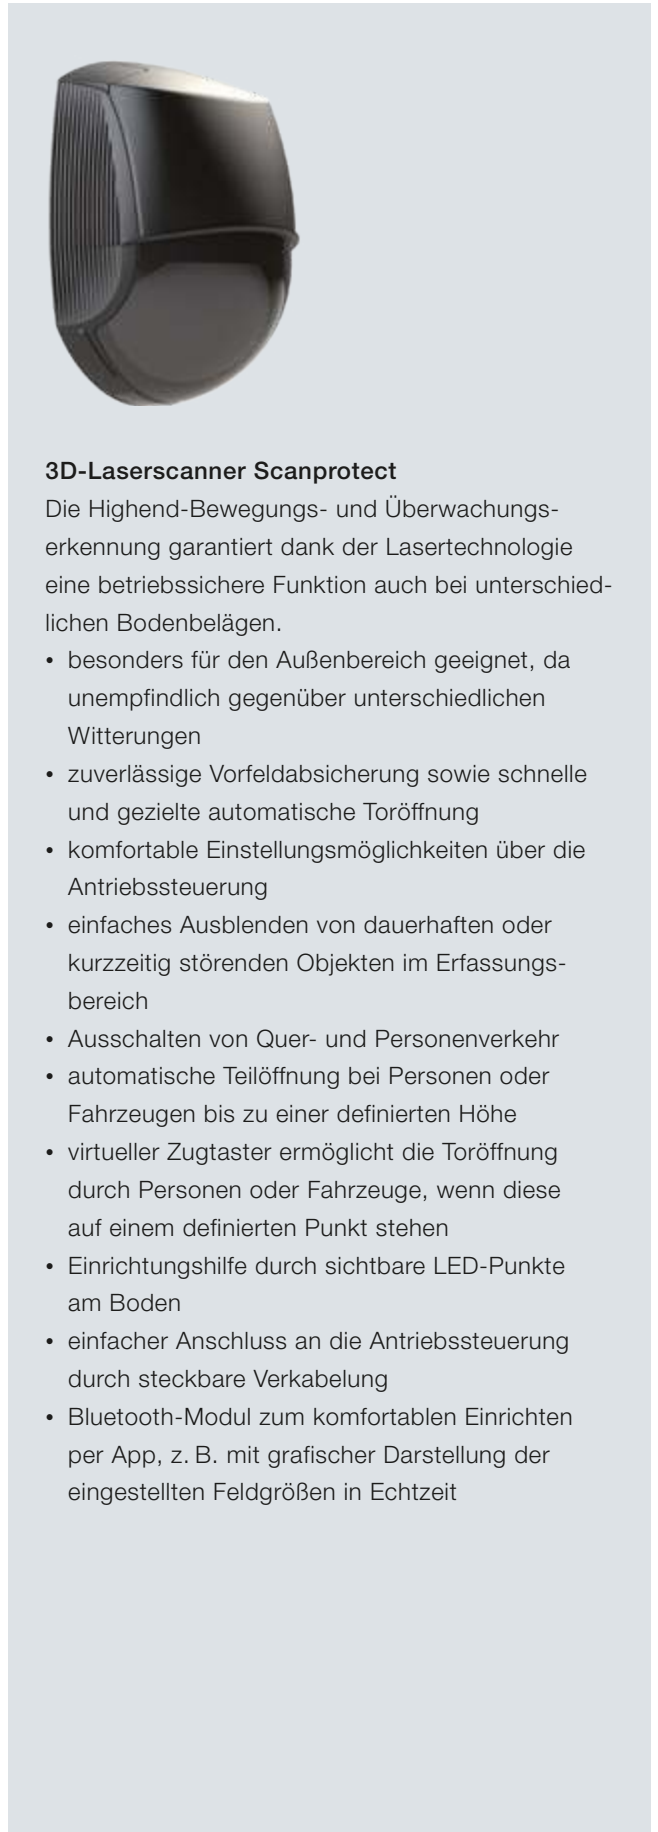 3D-Laserscanner Scanprotect
Die Highend-Bewegungs- und Überwachungs-
erkennung garantiert dank der Lasertechnologie
eine betriebssichere Funktion auch bei unterschied-
lichen Bodenbelägen.
• besonders für den Außenbereich geeignet, da
unempfindlich gegenüber unterschiedlichen
Witterungen
• zuverlässige Vorfeldabsicherung sowie schnelle
und gezielte automatische Toröffnung
• komfortable Einstellungsmöglichkeiten über die
Antriebssteuerung
• einfaches Ausblenden von dauerhaften oder
kurzzeitig störenden Objekten im Erfassungs-
bereich
• Ausschalten von Quer- und Personenverkehr
• automatische Teilöffnung bei Personen oder
Fahrzeugen bis zu einer definierten Höhe
• virtueller Zugtaster ermöglicht die Toröffnung
durch Personen oder Fahrzeuge, wenn diese
auf einem definierten Punkt stehen
• Einrichtungshilfe durch sichtbare LED-Punkte
am Boden
• einfacher Anschluss an die Antriebssteuerung
durch steckbare Verkabelung
• Bluetooth-Modul zum komfortablen Einrichten
per App, z. B. mit grafischer Darstellung der
eingestellten Feldgrößen in Echtzeit